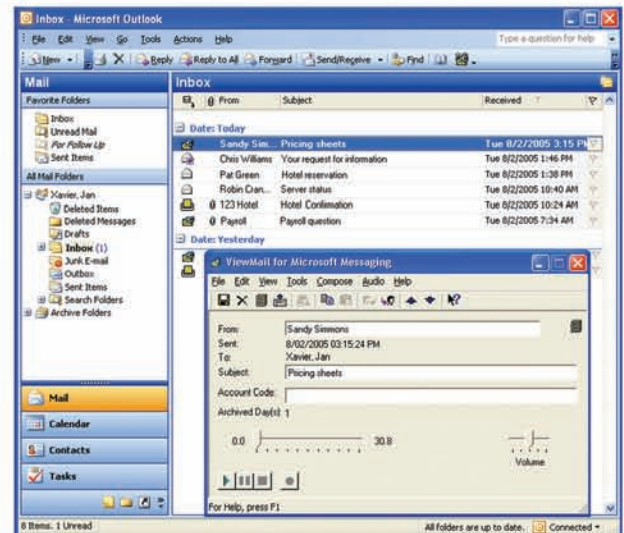 Inbox - Microsoft Outlook
File Edit View Go Tools Actions Help Type a question for help
New Reply Reply to All Forward Send/Receive Find
Mail
Favorite Folders
Inbox
Unread Mail
For Follow Up
Sent Items
All Mail Folders
Xavier, Jan
Deleted Items
Deleted Messages
Drafts
Inbox (1)
Junk E-mail
Outbox
Sent Items
Search Folders
Archive Folders
Mail
Calendar
Contacts
Tasks
Inbox
From Subject Received
Date: Today
Sandy Sim... Pricing sheets Tue 8/2/2005 3:15 PM
Chris Williams Your request for information Tue 8/2/2005 1:46 PM
Pat Green Hotel reservation Tue 8/2/2005 1:38 PM
Robin Cran... Server status Tue 8/2/2005 10:40 AM
123 Hotel Hotel Confirmation Tue 8/2/2005 10:24 AM
Payroll Payroll question Tue 8/2/2005 7:34 AM
Date: Yesterday
ViewMail for Microsoft Messaging
File Edit View Tools Compose Audio Help
From: Sandy Simmons
Sent: 8/02/2005 03:15:24 PM
To: Xavier, Jan
Subject: Pricing sheets
Account Code:
Archived Day(s): 1
0.0 30.8
Volume
For Help, press F1
8 Items. 1 Unread All folders are up to date. Connected